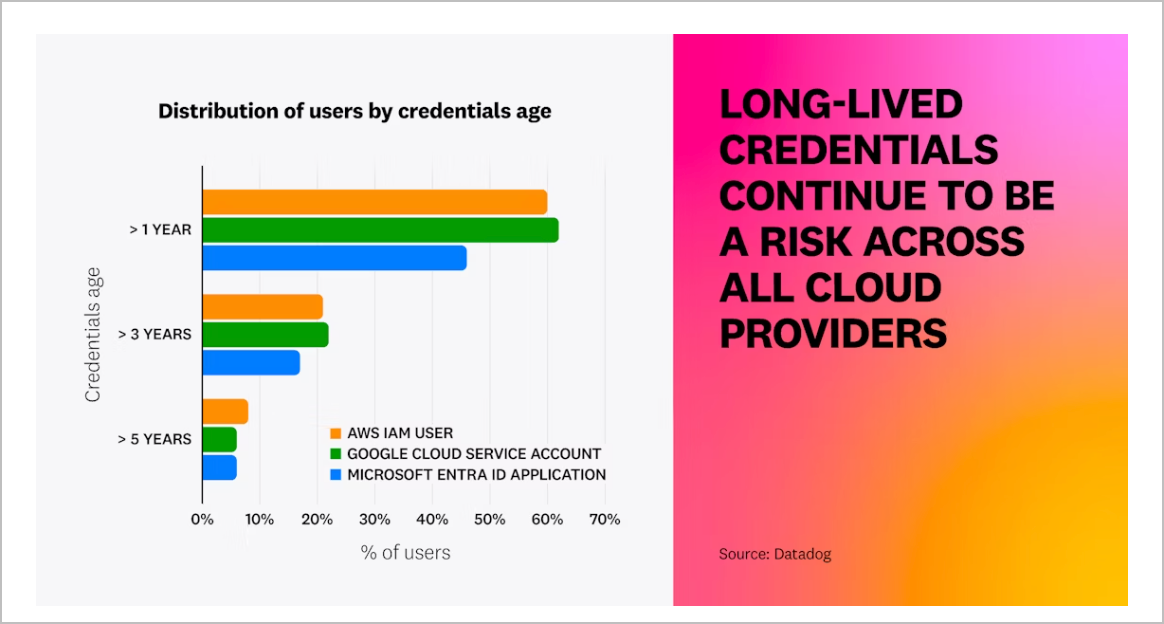 Distribution of users by credentials age
Credentials age
> 1 YEAR
> 3 YEARS
> 5 YEARS
AWS IAM USER
GOOGLE CLOUD SERVICE ACCOUNT
MICROSOFT ENTRA ID APPLICATION
0% 10% 20% 30% 40% 50% 60% 70%
% of users
LONG-LIVED
CREDENTIALS
CONTINUE TO BE
A RISK ACROSS
ALL CLOUD
PROVIDERS
Source: Datadog